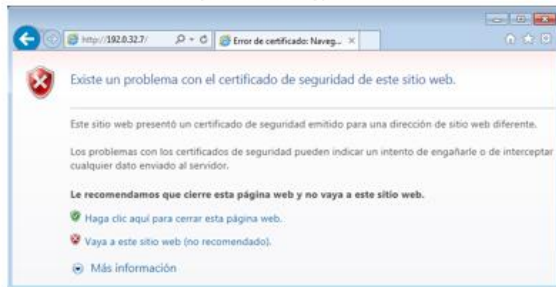 http://192.0.32.7/
Error de certificado: Naveg...
Existe un problema con el certificado de seguridad de este sitio web.
Este sitio web presentó un certificado de seguridad emitido para una dirección de sitio web diferente.
Los problemas con los certificados de seguridad pueden indicar un intento de engañarle o de interceptar
cualquier dato enviado al servidor.
Le recomendamos que cierre esta página web y no vaya a este sitio web.
Haga clic aquí para cerrar esta página web.
Vaya a este sitio web (no recomendado).
Más información